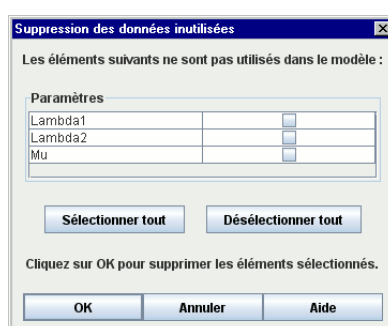 Suppression des données inutilisées
Les éléments suivants ne sont pas utilisés dans le modèle :
Paramètres
Lambda1
Lambda2
Mu
Sélectionner tout Désélectionner tout
Cliquez sur OK pour supprimer les éléments sélectionnés.
OK Annuler Aide